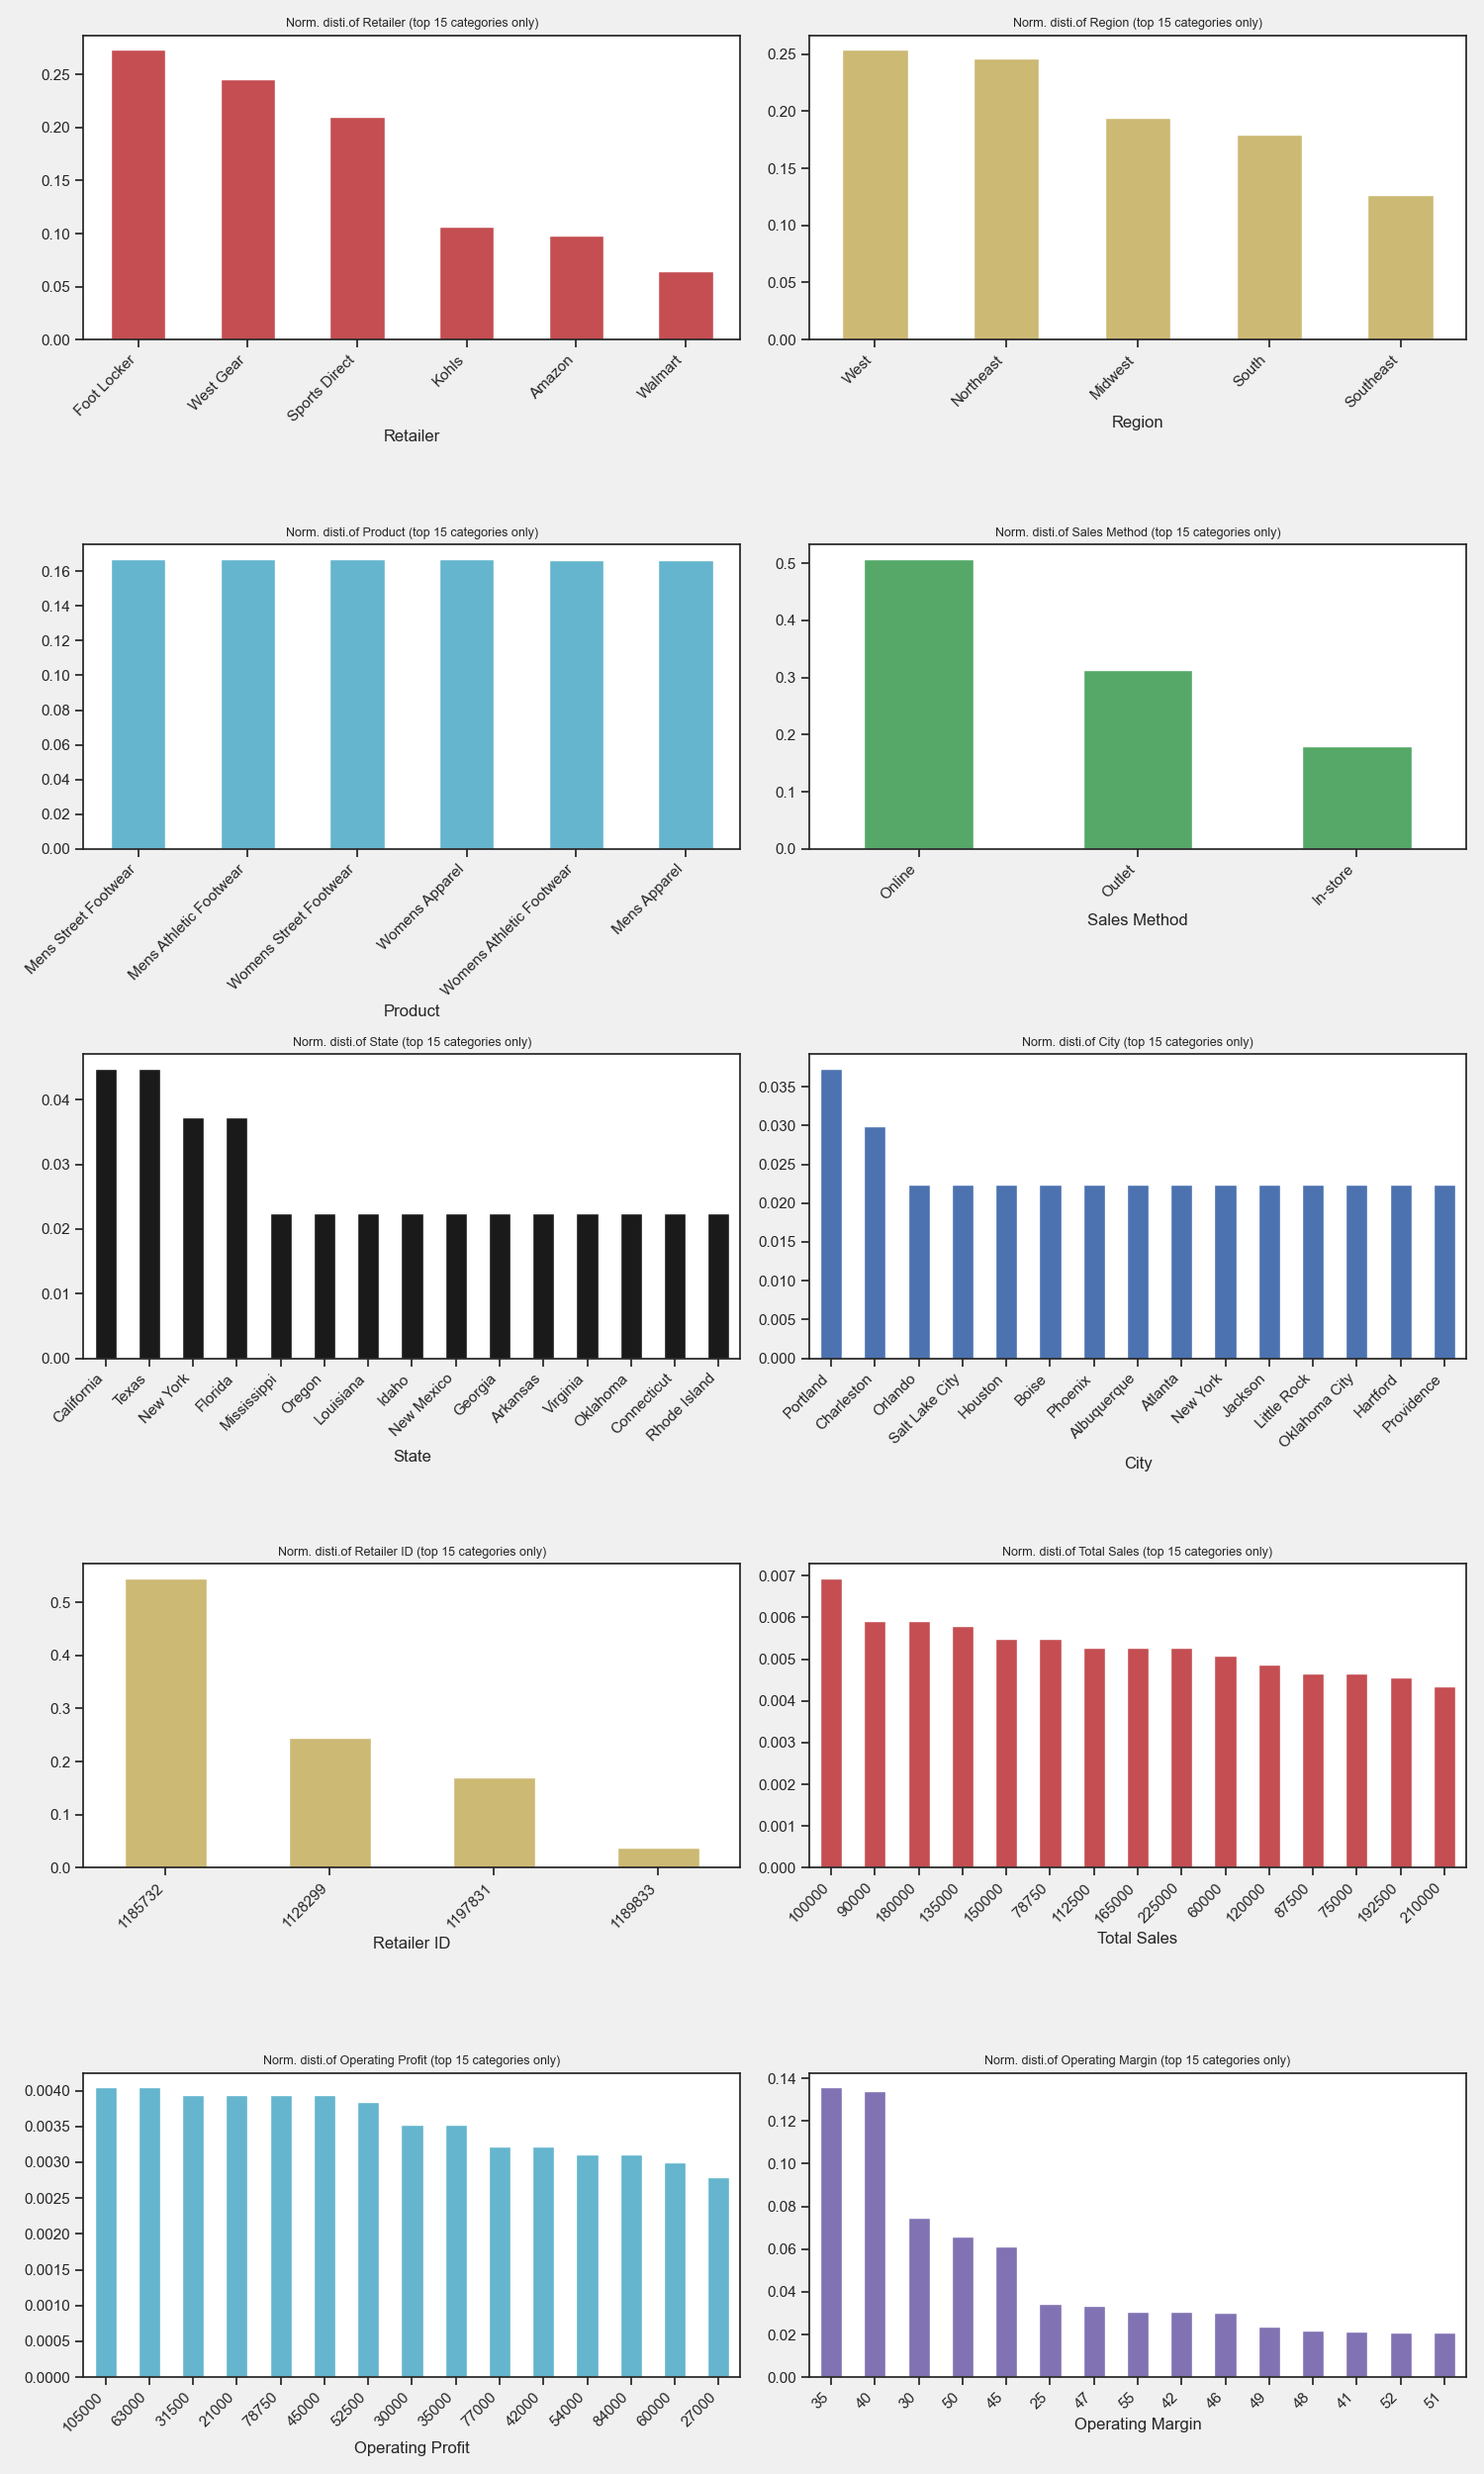 Norm. disti.of Retailer (top 15 categories only)
0.25
0.20
0.15
0.10
0.05
0.00
Foot Locker
West Gear
Sports Direct
Kohls
Amazon
Walmart
Retailer
Norm. disti.of Region (top 15 categories only)
0.25
0.20
0.15
0.10
0.05
0.00
West
Northeast
Midwest
South
Southeast
Region
Norm. disti.of Product (top 15 categories only)
0.16
0.14
0.12
0.10
0.08
0.06
0.04
0.02
0.00
Mens Street Footwear
Mens Athletic Footwear
Womens Street Footwear
Womens Apparel
Womens Athletic Footwear
Mens Apparel
Product
Norm. disti.of Sales Method (top 15 categories only)
0.5
0.4
0.3
0.2
0.1
0.0
Online
Outlet
In-store
Sales Method
Norm. disti.of State (top 15 categories only)
0.04
0.03
0.02
0.01
0.00
California
Texas
New York
Florida
Mississippi
Oregon
Louisiana
Idaho
New Mexico
Georgia
Arkansas
Virginia
Oklahoma
Connecticut
Rhode Island
State
Norm. disti.of City (top 15 categories only)
0.035
0.030
0.025
0.020
0.015
0.010
0.005
0.000
Portland
Charleston
Orlando
Salt Lake City
Houston
Boise
Phoenix
Albuquerque
Atlanta
New York
Jackson
Little Rock
Oklahoma City
Hartford
Providence
City
Norm. disti.of Retailer ID (top 15 categories only)
0.5
0.4
0.3
0.2
0.1
0.0
1185732
1128299
1197831
1189833
Retailer ID
Norm. disti.of Total Sales (top 15 categories only)
0.007
0.006
0.005
0.004
0.003
0.002
0.001
0.000
100000
90000
180000
135000
150000
78750
112500
165000
225000
60000
120000
87500
75000
192500
210000
Total Sales
Norm. disti.of Operating Profit (top 15 categories only)
0.0040
0.0035
0.0030
0.0025
0.0020
0.0015
0.0010
0.0005
0.0000
105000
63000
31500
21000
78750
45000
52500
30000
35000
77000
42000
54000
84000
60000
27000
Operating Profit
Norm. disti.of Operating Margin (top 15 categories only)
0.14
0.12
0.10
0.08
0.06
0.04
0.02
0.00
35
40
30
50
45
25
47
55
42
46
49
48
41
52
51
Operating Margin